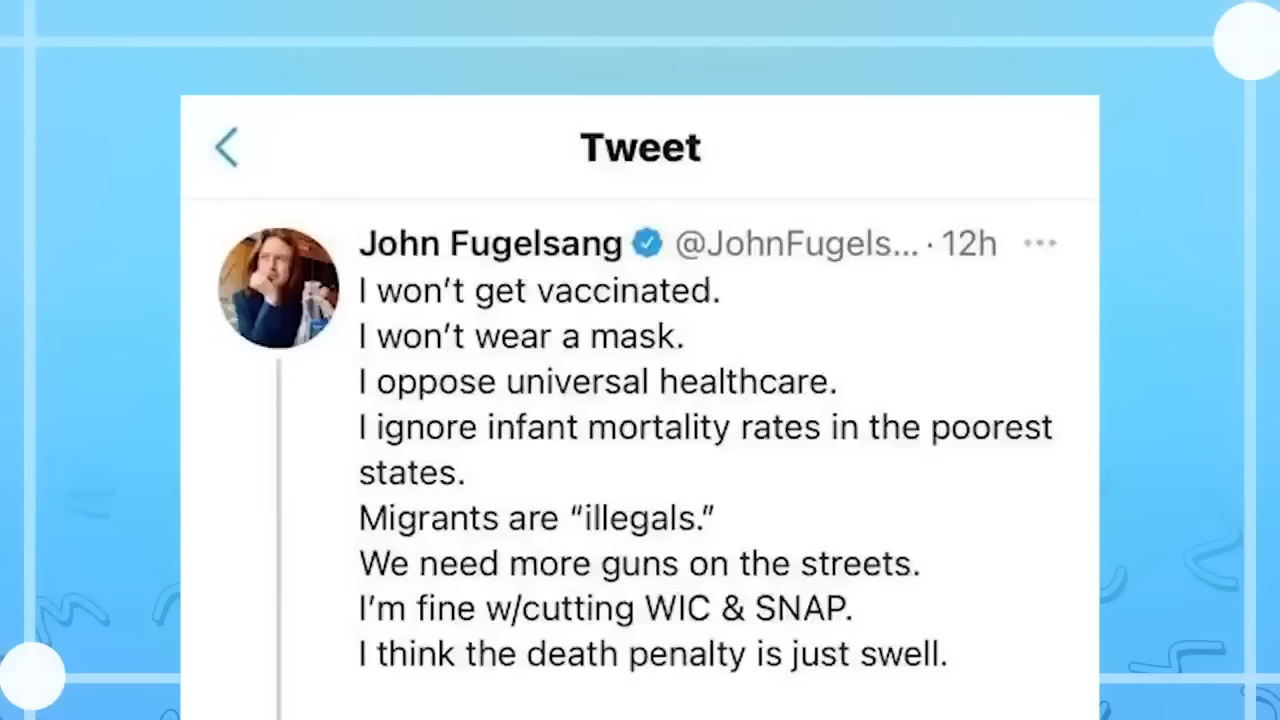 Tweet
John Fugelsang @JohnFugels... · 12h
I won’t get vaccinated.
I won’t wear a mask.
I oppose universal healthcare.
I ignore infant mortality rates in the poorest
states.
Migrants are “illegals.”
We need more guns on the streets.
I’m fine w/cutting WIC & SNAP.
I think the death penalty is just swell.